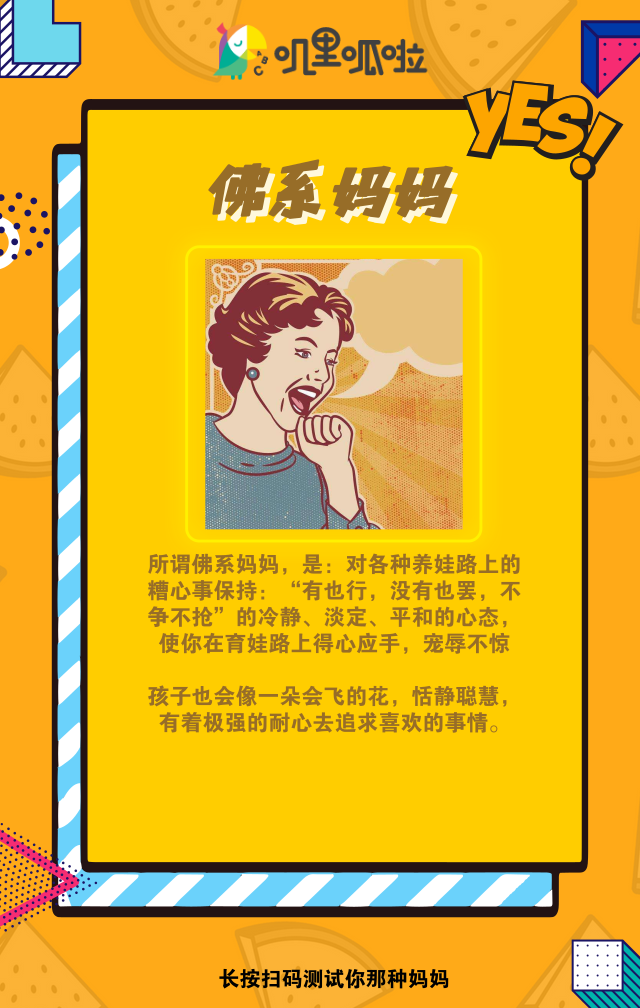 ABC
叽里呱啦
YES!
佛系妈妈
所谓佛系妈妈，是：对各种养娃路上的
糟心事保持：“有也行，没有也罢，不
争不抢”的冷静、淡定、平和的心态，
使你在育娃路上得心应手，宠辱不惊
孩子也会像一朵会飞的花，恬静聪慧，
有着极强的耐心去追求喜欢的事情。
长按扫码测试你那种妈妈